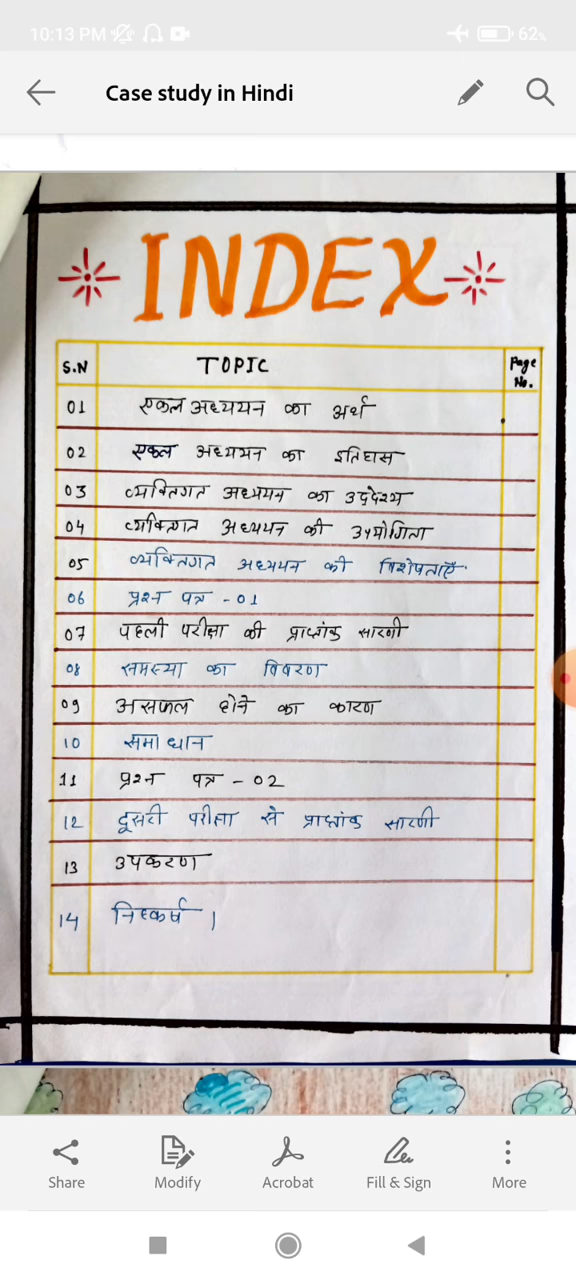 10:13 PM 62%
Case study in Hindi
INDEX
S.N TOPIC Page No.
01 एकल अध्ययन का अर्थ
02 एकल अध्ययन का इतिहास
03 व्यक्तिगत अध्ययन का उद्देश्य
04 व्यक्तिगत अध्ययन की उपयोगिता
05 व्यक्तिगत अध्ययन की विशेषताएँ
06 प्रश्न पत्र - 01
07 पहली परीक्षा की प्राप्तांक सारणी
08 समस्या का विवरण
09 असफल होने का कारण
10 समाधान
11 प्रश्न पत्र - 02
12 दूसरी परीक्षा से प्राप्तांक सारणी
13 उपकरण
14 निष्कर्ष ।
Share Modify Acrobat Fill & Sign More